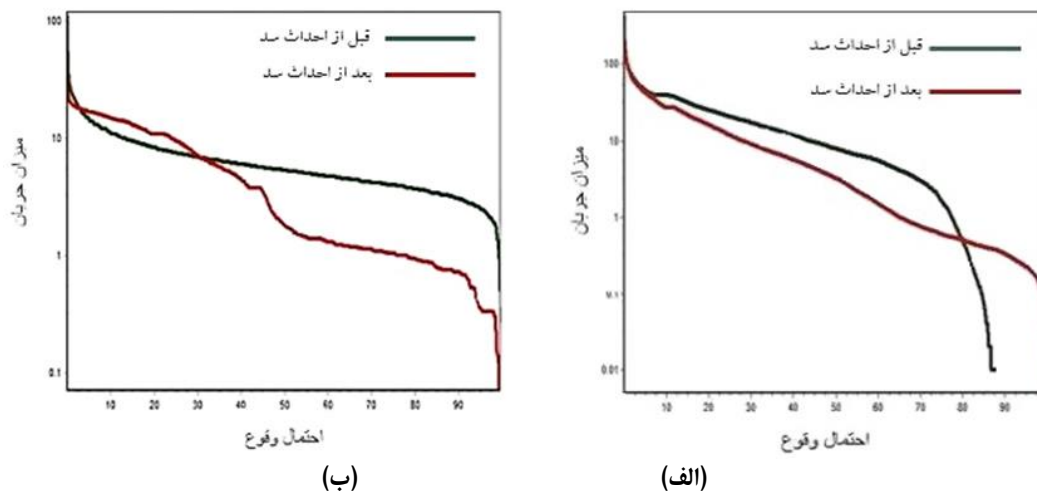 قبل از احداث سد
بعد از احداث سد
میزان جریان
100
10
1
0.1
0.01
10 20 30 40 50 60 70 80 90
احتمال وقوع
(الف)
قبل از احداث سد
بعد از احداث سد
میزان جریان
100
10
1
0.1
10 20 30 40 50 60 70 80 90
احتمال وقوع
(ب)